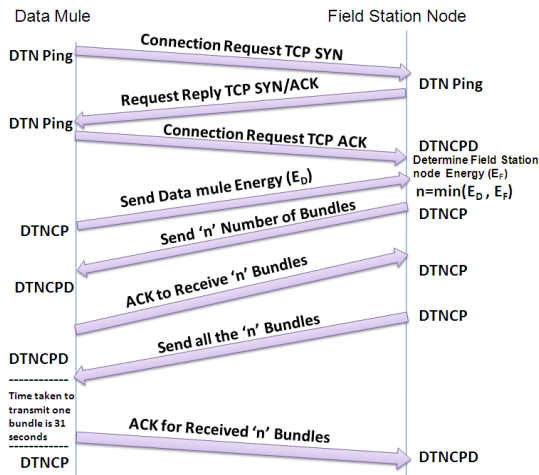 Data Mule
Field Station Node
Connection Request TCP SYN
DTN Ping
DTN Ping
Request Reply TCP SYN/ACK
DTN Ping
Connection Request TCP ACK
DTNCPD
Determine Field Station
node Energy (EF)
n=min(ED , EF)
Send Data mule Energy (ED)
DTNCP
DTNCP
Send ‘n’ Number of Bundles
DTNCPD
DTNCP
ACK to Receive ‘n’ Bundles
DTNCP
Send all the ‘n’ Bundles
DTNCPD
Time taken to
transmit one
bundle is 31
seconds
ACK for Received ‘n’ Bundles
DTNCP
DTNCPD